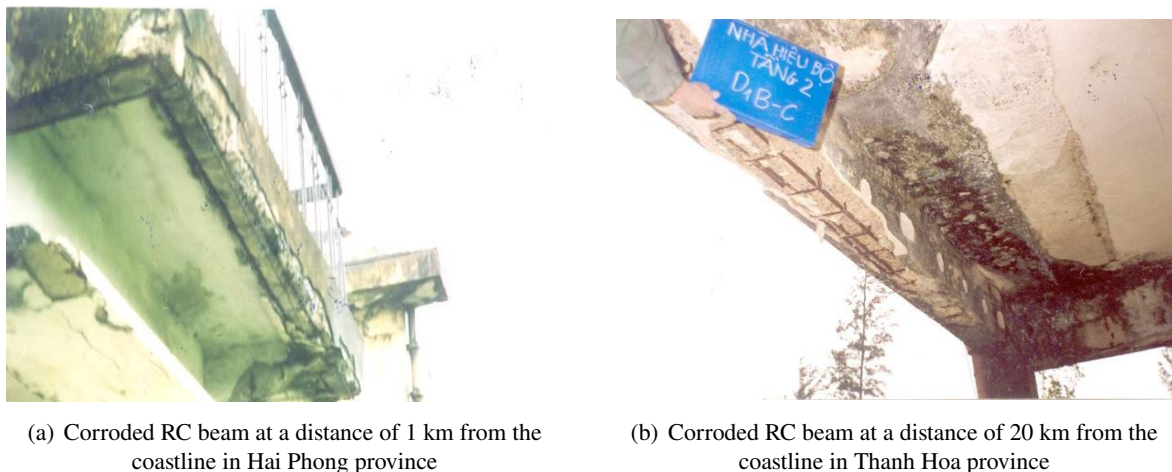 NHÀ HIỆU BỘ
TẦNG 2
D1B-C
(a) Corroded RC beam at a distance of 1 km from the
coastline in Hai Phong province
(b) Corroded RC beam at a distance of 20 km from the
coastline in Thanh Hoa province